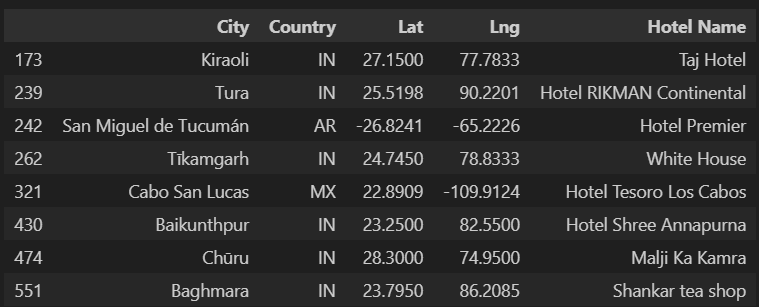 City Country Lat Lng Hotel Name
173 Kiraoli IN 27.1500 77.7833 Taj Hotel
239 Tura IN 25.5198 90.2201 Hotel RIKMAN Continental
242 San Miguel de Tucumán AR -26.8241 -65.2226 Hotel Premier
262 Tīkamgarh IN 24.7450 78.8333 White House
321 Cabo San Lucas MX 22.8909 -109.9124 Hotel Tesoro Los Cabos
430 Baikunthpur IN 23.2500 82.5500 Hotel Shree Annapurna
474 Chūru IN 28.3000 74.9500 Malji Ka Kamra
551 Baghmara IN 23.7950 86.2085 Shankar tea shop